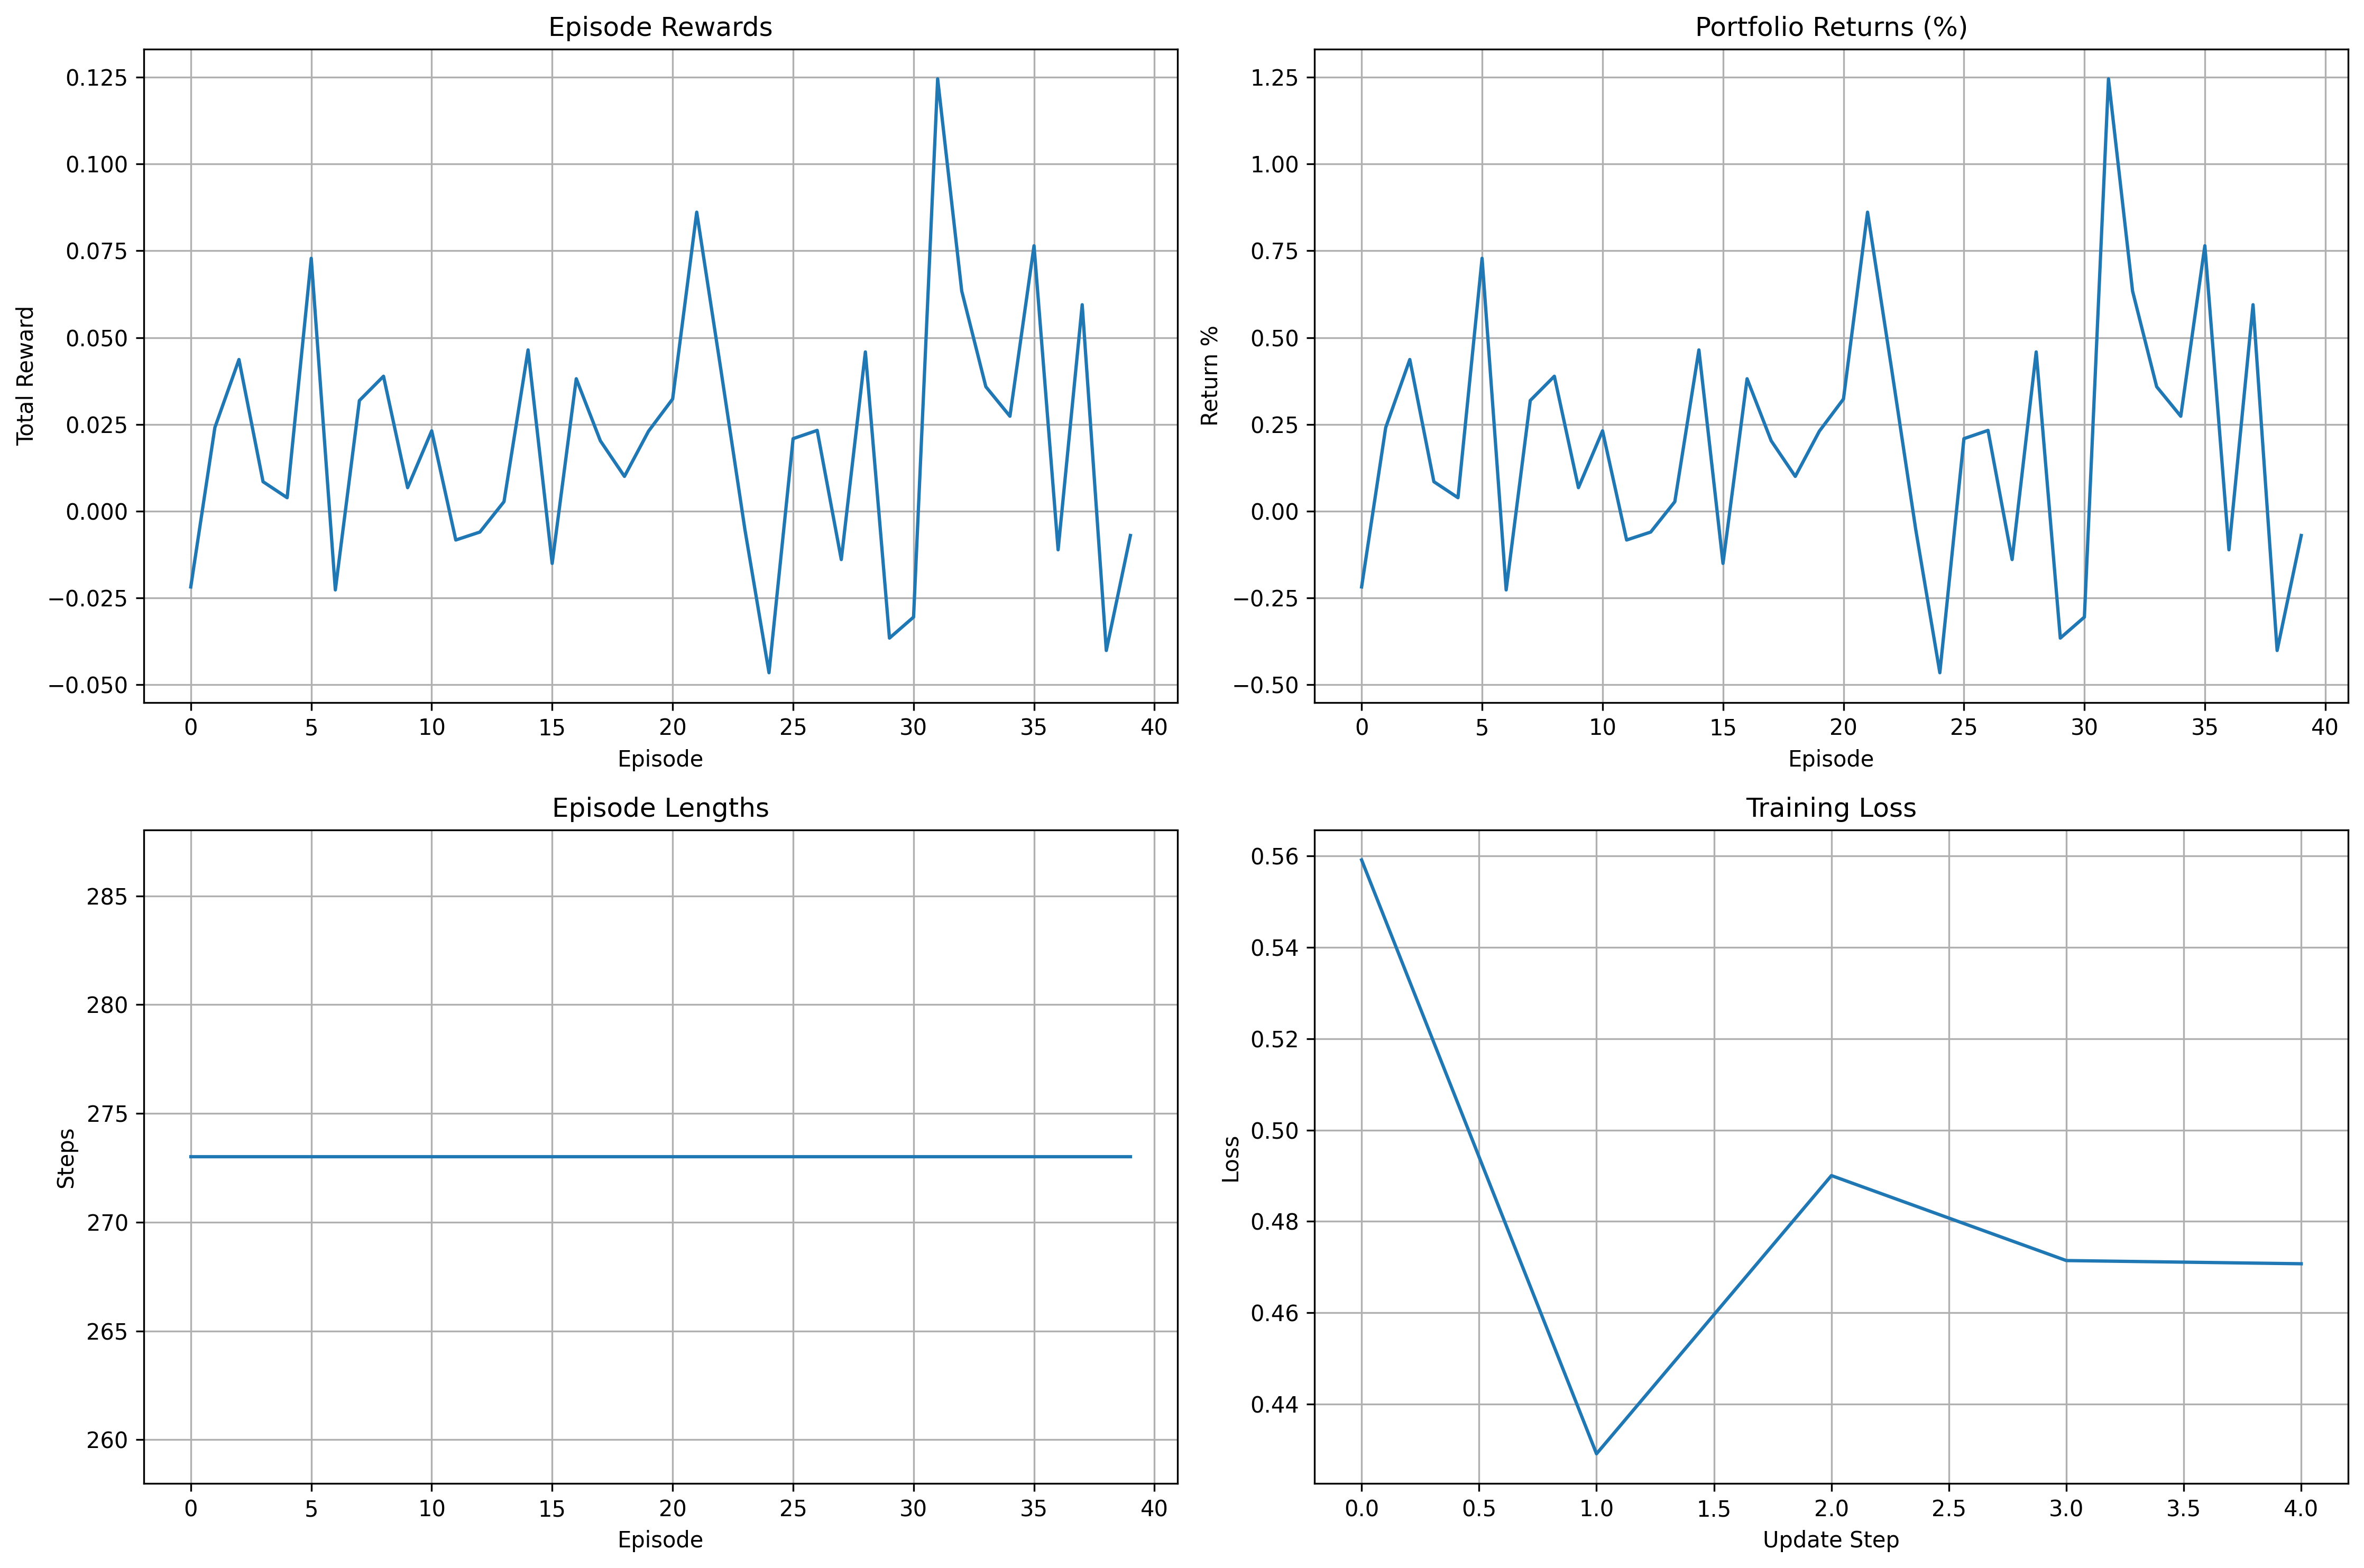 Episode Rewards
Total Reward
0.125
0.100
0.075
0.050
0.025
0.000
−0.025
−0.050
0 5 10 15 20 25 30 35 40
Episode
Portfolio Returns (%)
Return %
1.25
1.00
0.75
0.50
0.25
0.00
−0.25
−0.50
0 5 10 15 20 25 30 35 40
Episode
Episode Lengths
Steps
285
280
275
270
265
260
0 5 10 15 20 25 30 35 40
Episode
Training Loss
Loss
0.56
0.54
0.52
0.50
0.48
0.46
0.44
0.0 0.5 1.0 1.5 2.0 2.5 3.0 3.5 4.0
Update Step